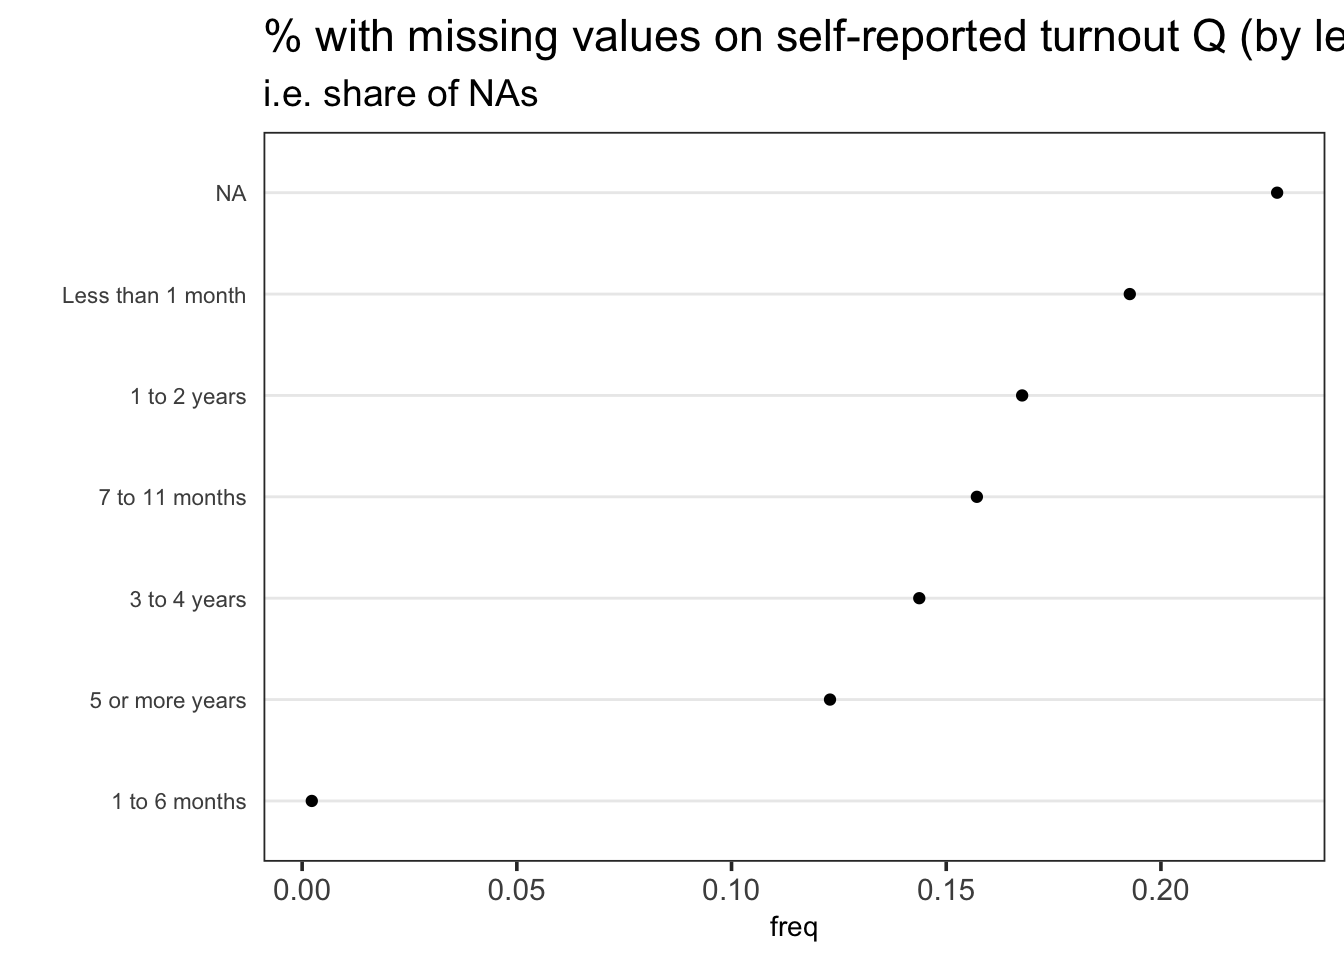 % with missing values on self-reported turnout Q (by le
i.e. share of NAs
NA
Less than 1 month
1 to 2 years
7 to 11 months
3 to 4 years
5 or more years
1 to 6 months
0.00 0.05 0.10 0.15 0.20
freq